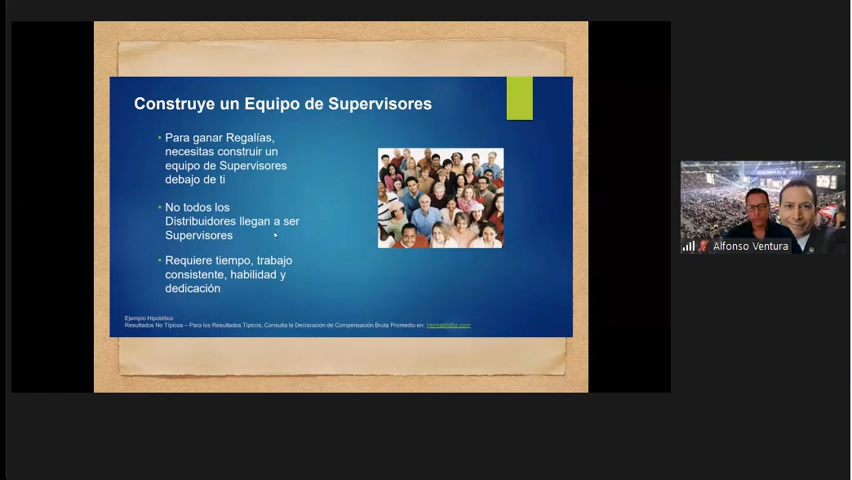 Construye un Equipo de Supervisores
• Para ganar Regalías,
necesitas construir un
equipo de Supervisores
debajo de ti
• No todos los
Distribuidores llegan a ser
Supervisores
• Requiere tiempo, trabajo
consistente, habilidad y
dedicación
Ejemplo Hipotético
Resultados No Típicos – Para los Resultados Típicos, Consulta la Declaración de Compensación Bruta Promedio en:
Alfonso Ventura